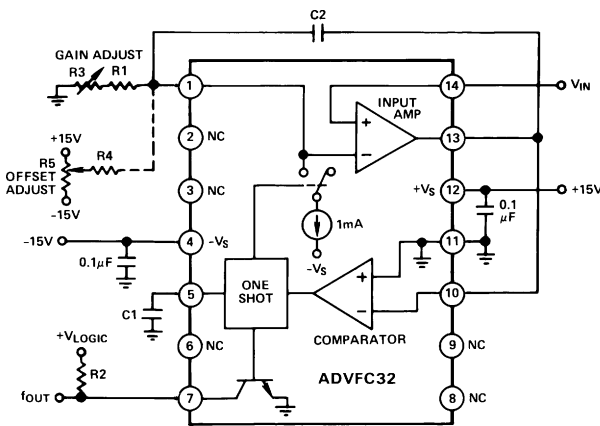 C2
GAIN ADJUST
R3 R1
1
14
V_IN
INPUT
AMP
+
–
13
+15V
R5
OFFSET
ADJUST
–15V
R4
2 NC
3 NC
+V_S 12
+15V
0.1
µF
1mA
–V_S
–15V
4 –V_S
0.1µF
11
ONE
SHOT
+
–
COMPARATOR
5
C1
10
6 NC
9 NC
+V_LOGIC
R2
f_OUT
7
ADVFC32
8 NC